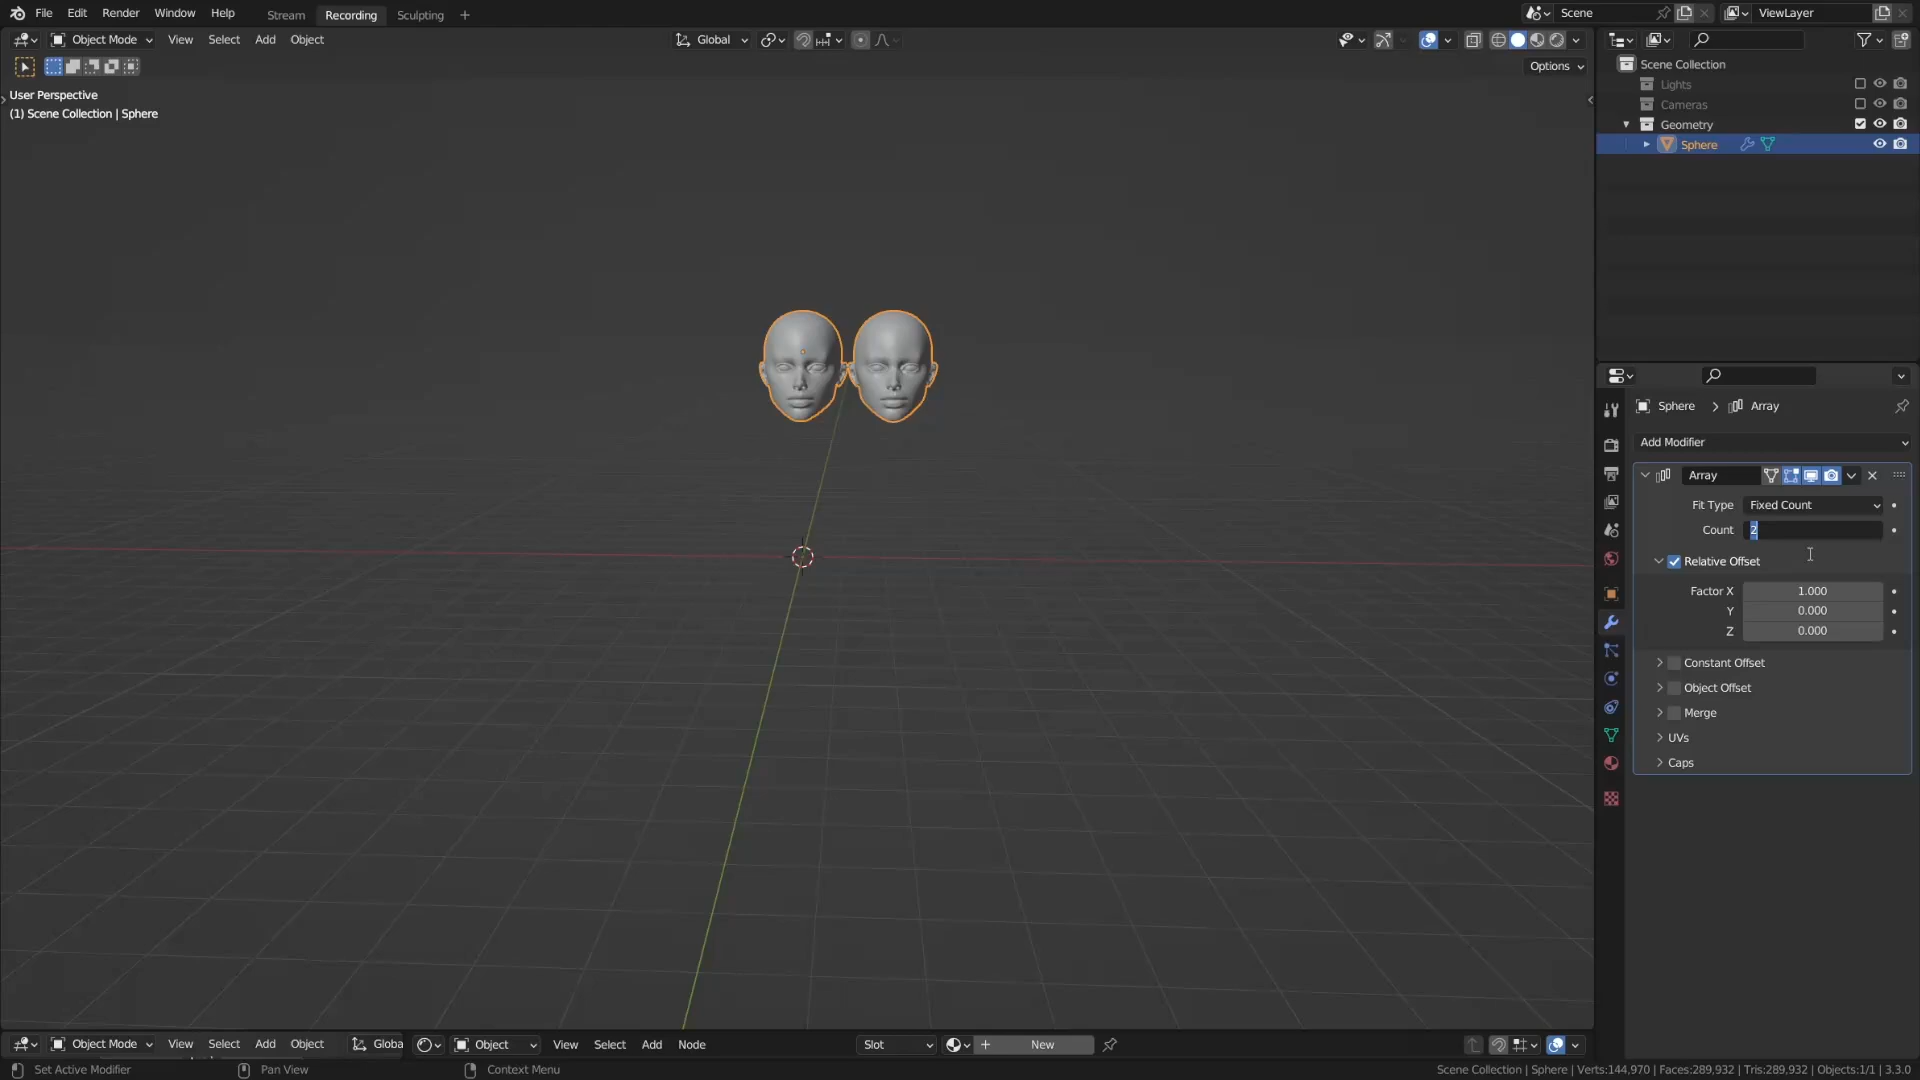 File Edit Render Window Help Stream Recording Sculpting + Scene ViewLayer
Object Mode View Select Add Object Global
Options
User Perspective
(1) Scene Collection | Sphere
Scene Collection
Lights
Cameras
Geometry
Sphere
Sphere > Array
Add Modifier
Array
Fit Type Fixed Count
Count 2
Relative Offset
Factor X 1.000
Y 0.000
Z 0.000
Constant Offset
Object Offset
Merge
UVs
Caps
Object Mode View Select Add Object Globa Object View Select Add Node Slot + New
Set Active Modifier Pan View Context Menu Scene Collection | Sphere | Verts:144,970 | Faces:289,932 | Tris:289,932 | Objects:1/1 | 3.3.0